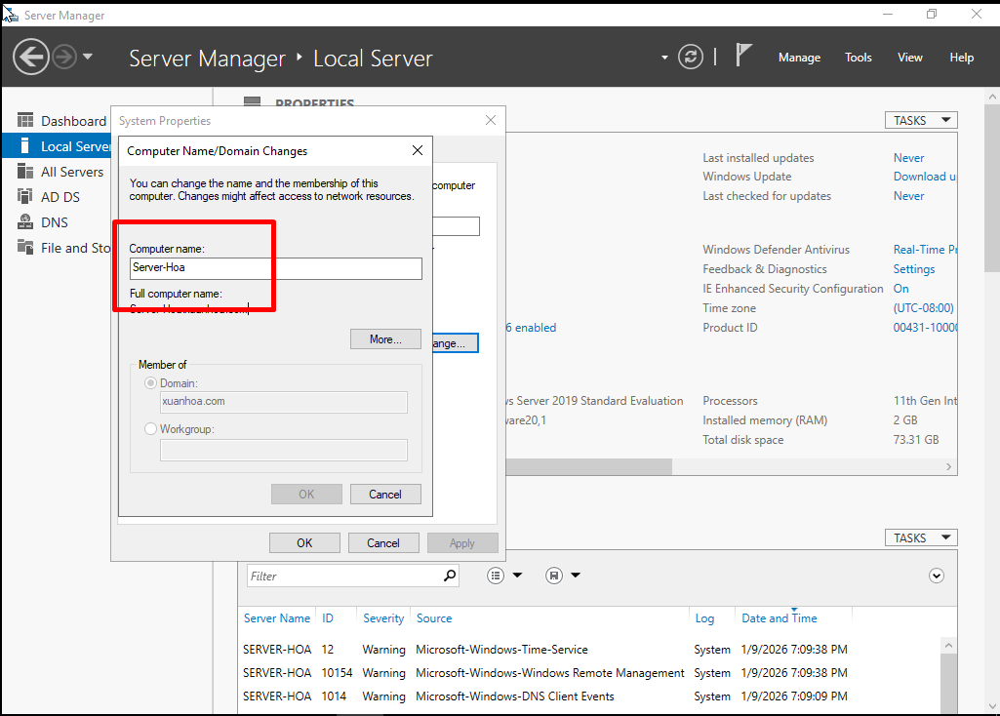 Server Manager
Server Manager ‣ Local Server
Manage Tools View Help
Dashboard
Local Server
All Servers
AD DS
DNS
File and Sto
PROPERTIES
TASKS
System Properties
Computer Name/Domain Changes
You can change the name and the membership of this
computer. Changes might affect access to network resources.
Computer name:
Server-Hoa
Full computer name:
Server-Hoa.xuanhoa.com
More...
Member of
Domain:
xuanhoa.com
Workgroup:
OK Cancel
computer
ange...
OK Cancel Apply
6 enabled
ws Server 2019 Standard Evaluation
ware20,1
Last installed updates Never
Windows Update Download u
Last checked for updates Never
Windows Defender Antivirus Real-Time Pr
Feedback & Diagnostics Settings
IE Enhanced Security Configuration On
Time zone (UTC-08:00)
Product ID 00431-1000
Processors 11th Gen Int
Installed memory (RAM) 2 GB
Total disk space 73.31 GB
TASKS
Filter
Server Name ID Severity Source Log Date and Time
SERVER-HOA 12 Warning Microsoft-Windows-Time-Service System 1/9/2026 7:09:38 PM
SERVER-HOA 10154 Warning Microsoft-Windows-Windows Remote Management System 1/9/2026 7:09:38 PM
SERVER-HOA 1014 Warning Microsoft-Windows-DNS Client Events System 1/9/2026 7:09:09 PM